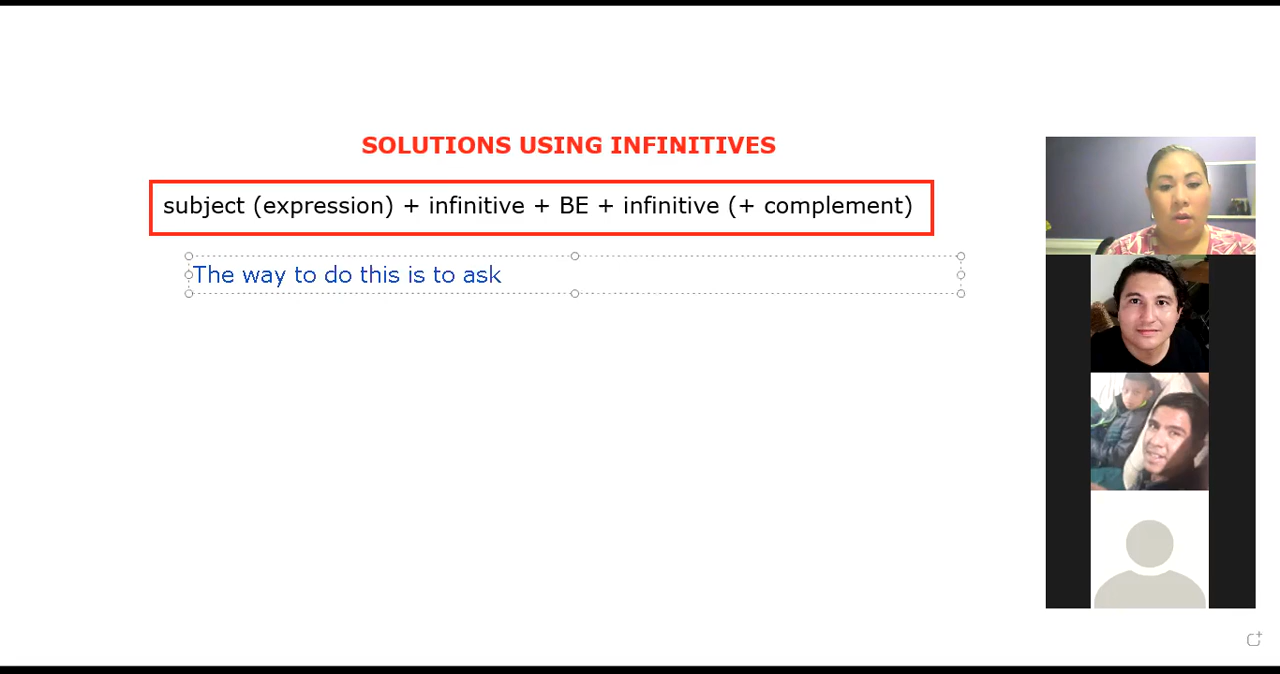 SOLUTIONS USING INFINITIVES
subject (expression) + infinitive + BE + infinitive (+ complement)
The way to do this is to ask